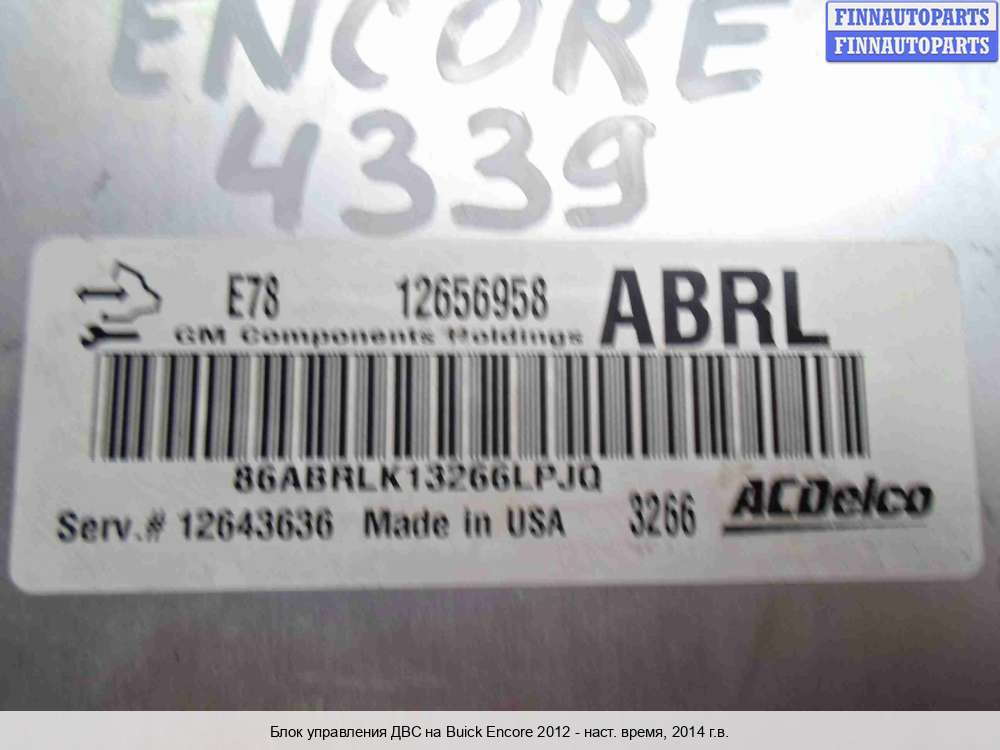 FINNAUTOPARTS
FINNAUTOPARTS
ENCORE
4339
E78 12656958 ABRL
GM Components Holdings
86ABRLK13266LPJQ
Serv.# 12643636 Made in USA 3266 ACDelco
Блок управления ДВС на Buick Encore 2012 - наст. время, 2014 г.в.